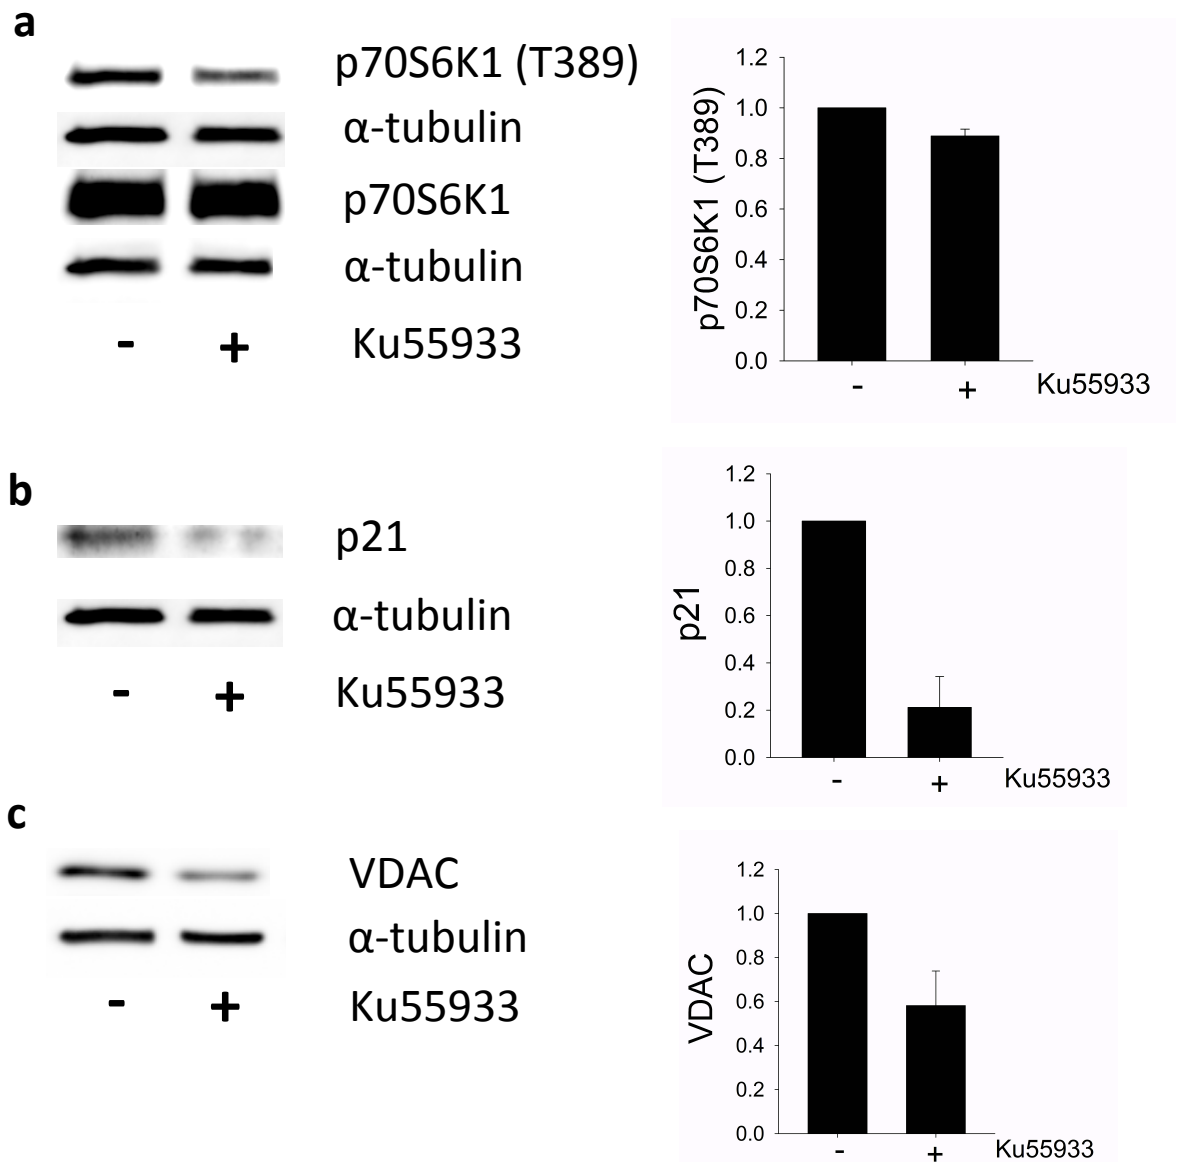 a
p70S6K1 (T389)
α-tubulin
p70S6K1
α-tubulin
- + Ku55933
p70S6K1 (T389)
1.2
1.0
0.8
0.6
0.4
0.2
0.0
- + Ku55933
b
p21
α-tubulin
- + Ku55933
p21
1.2
1.0
0.8
0.6
0.4
0.2
0.0
- + Ku55933
c
VDAC
α-tubulin
- + Ku55933
VDAC
1.2
1.0
0.8
0.6
0.4
0.2
0.0
- + Ku55933